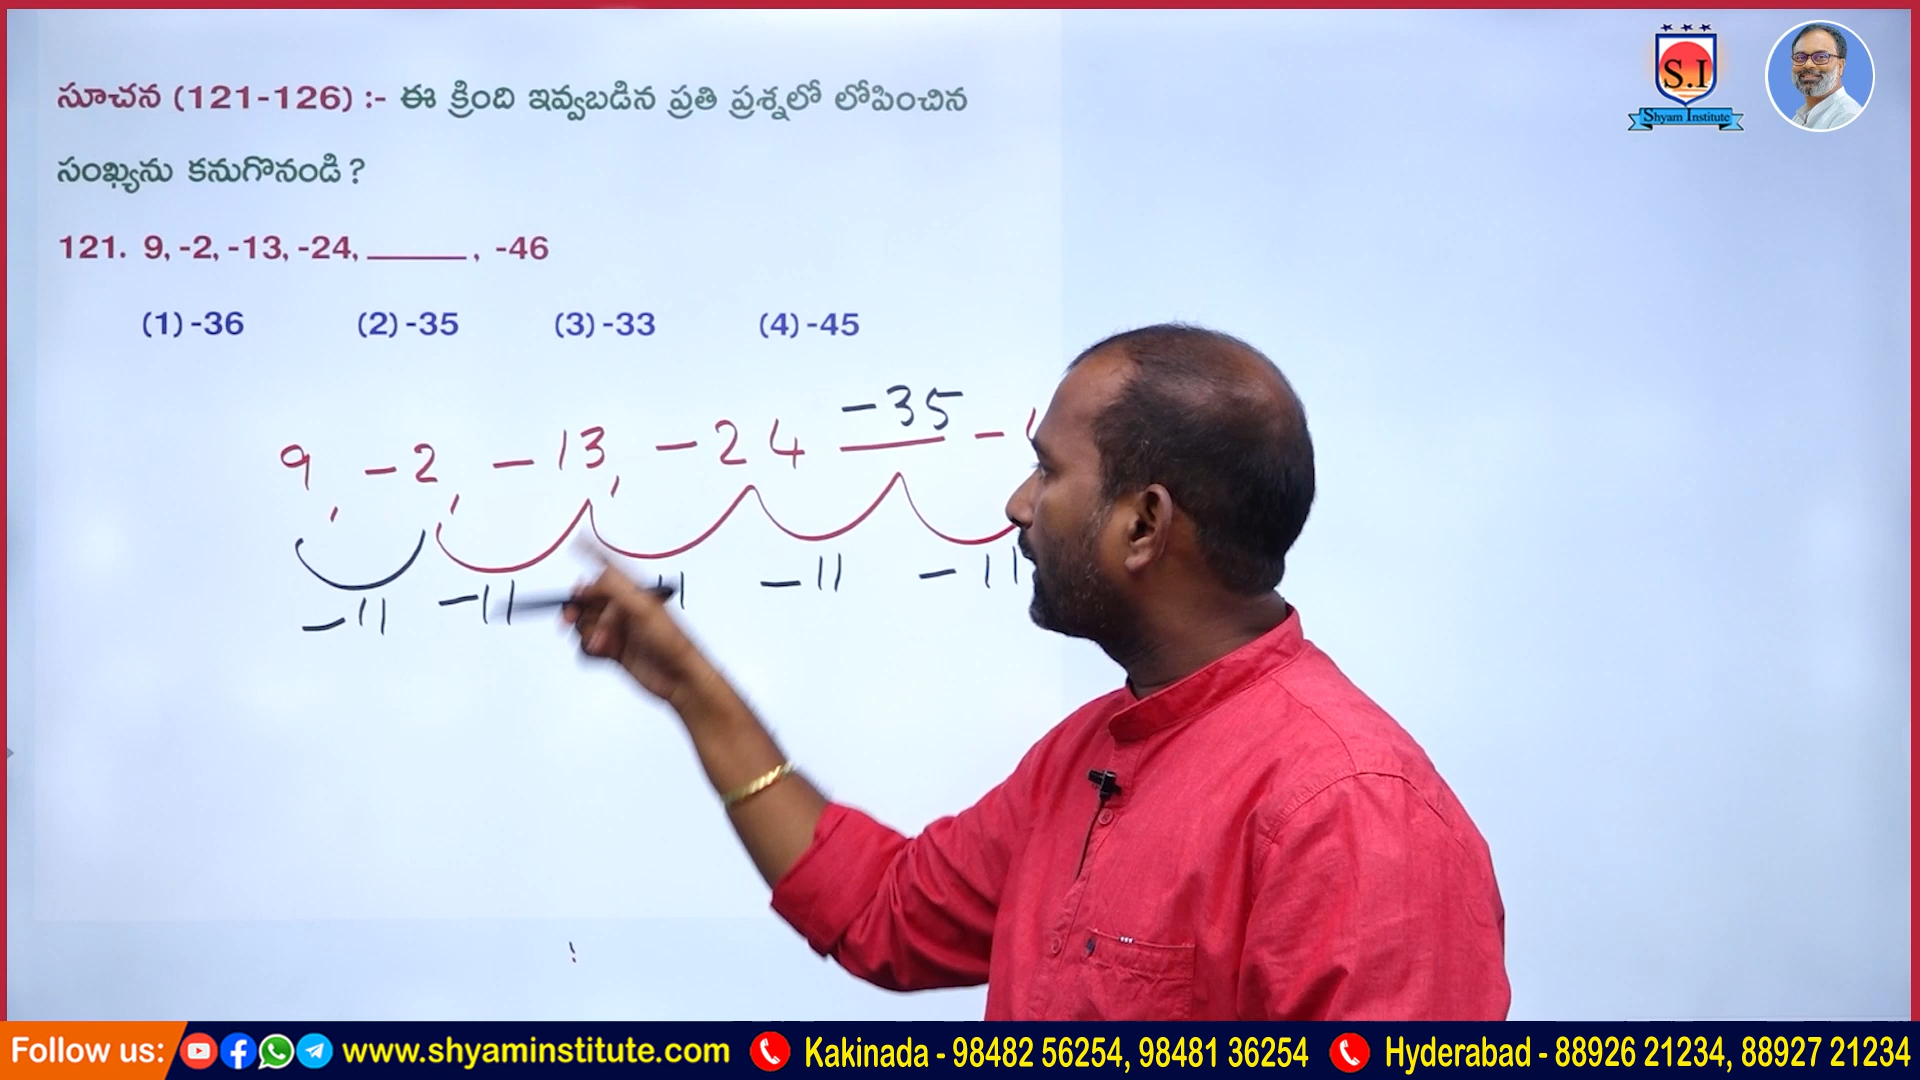 S.I
Shyam Institute
సూచన (121-126) :- ఈ క్రింది ఇవ్వబడిన ప్రతి ప్రశ్నలో లోపించిన
సంఖ్యను కనుగొనండి ?
121. 9, -2, -13, -24, _____ , -46
(1) -36 (2) -35 (3) -33 (4) -45
9, -2, -13, -24 -35
-11 -11 -11 -11
Follow us: www.shyaminstitute.com Kakinada - 98482 56254, 98481 36254 Hyderabad - 88926 21234, 88927 21234